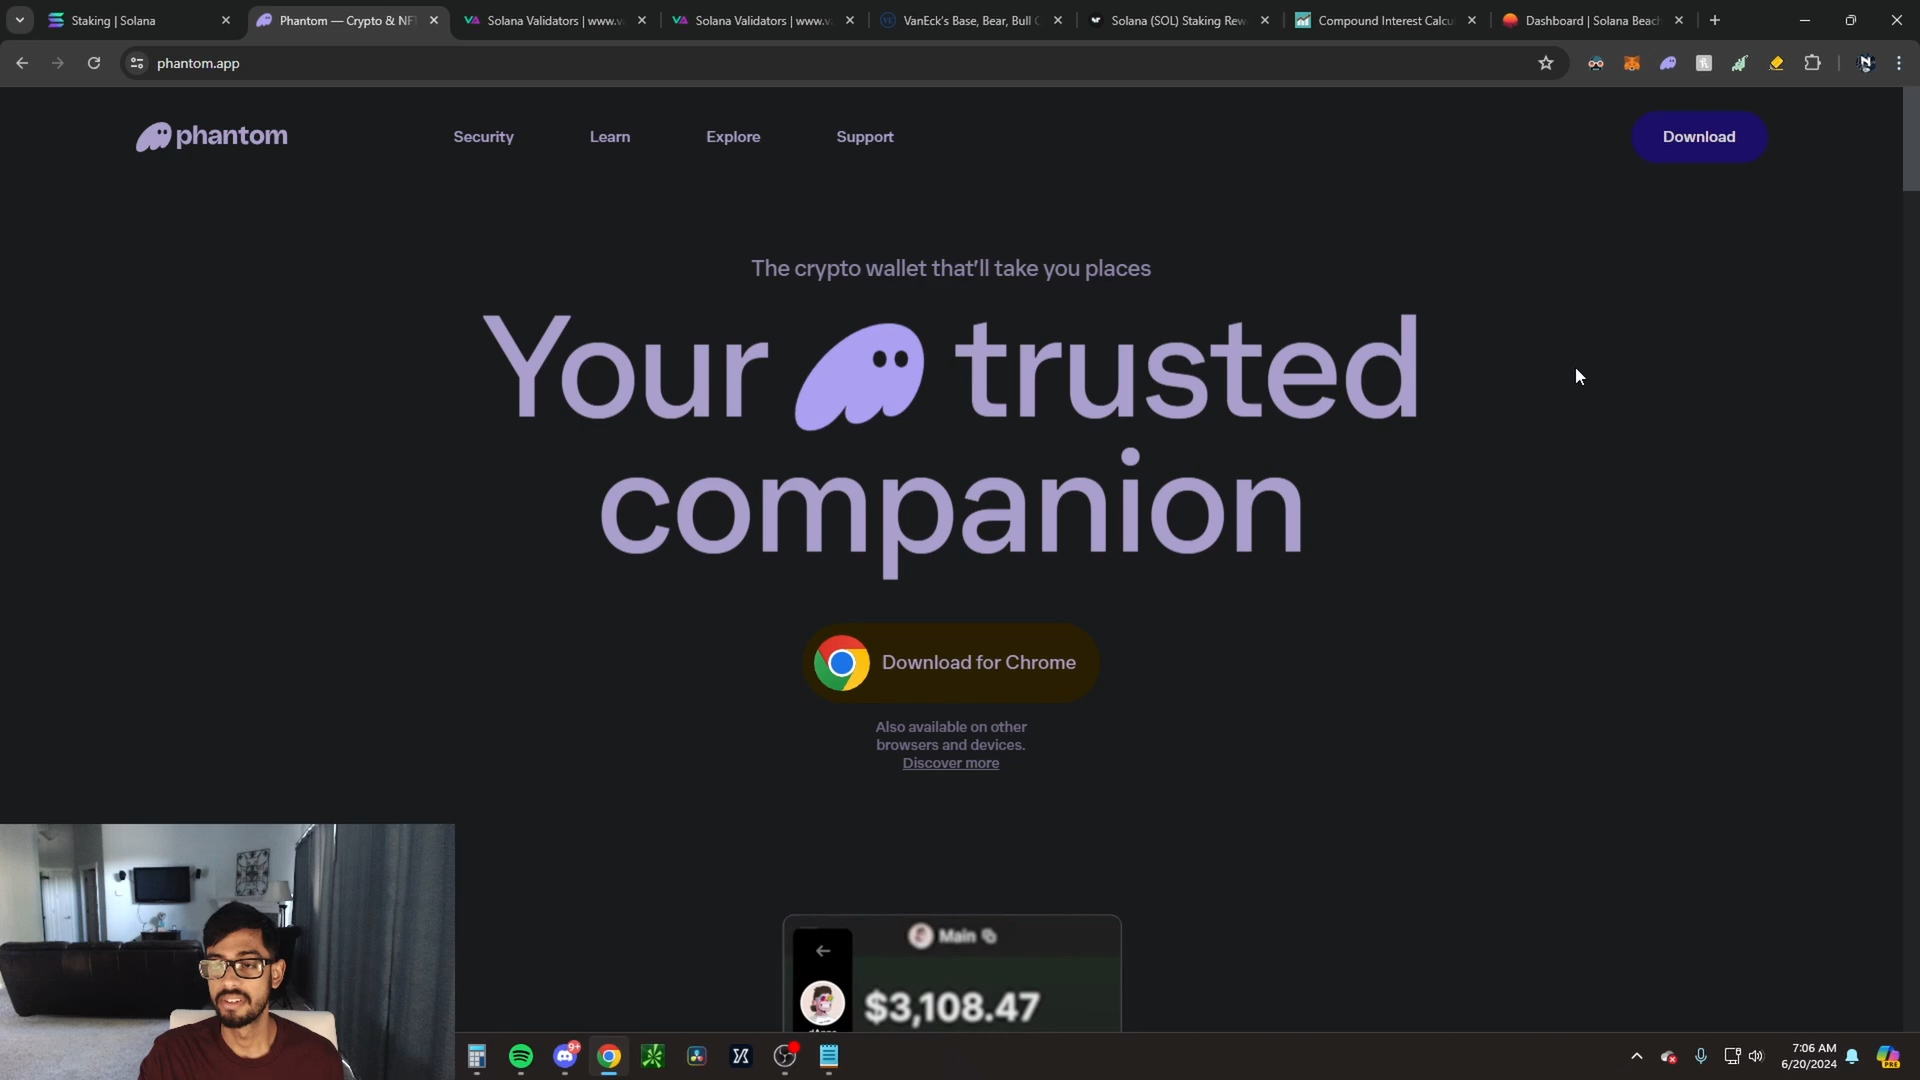 Staking | Solana
Phantom — Crypto & NF
Solana Validators | www.v
Solana Validators | www.v
VanEck's Base, Bear, Bull
Solana (SOL) Staking Rew
Compound Interest Calcu
Dashboard | Solana Beach
phantom.app
phantom
Security
Learn
Explore
Support
Download
The crypto wallet that'll take you places
Your trusted
companion
Download for Chrome
Also available on other
browsers and devices.
Discover more
Main
$3,108.47
9+
7:06 AM
6/20/2024
PRE